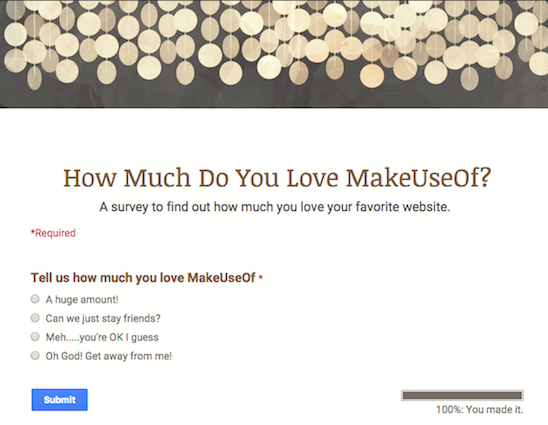 How Much Do You Love MakeUseOf?
A survey to find out how much you love your favorite website.
*Required
Tell us how much you love MakeUseOf *
A huge amount!
Can we just stay friends?
Meh.....you're OK I guess
Oh God! Get away from me!
Submit
100%: You made it.